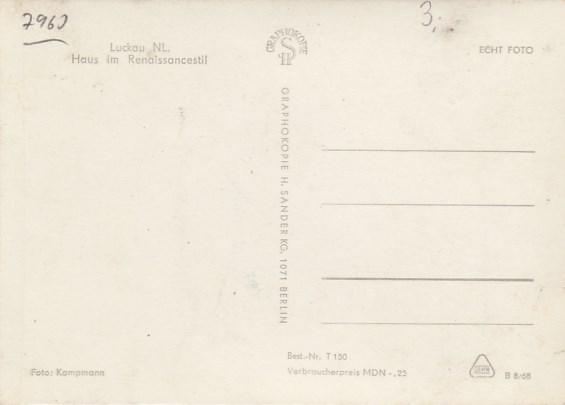 7960
3,-
Luckau NL.
Haus im Renaissancestil
GRAPHOKOPIE
ECHT FOTO
GRAPHOKOPIE H. SANDER KG. 1071 BERLIN
Best.-Nr. T 150
Verbraucherpreis MDN -,25
Foto: Kampmann
B 8/68